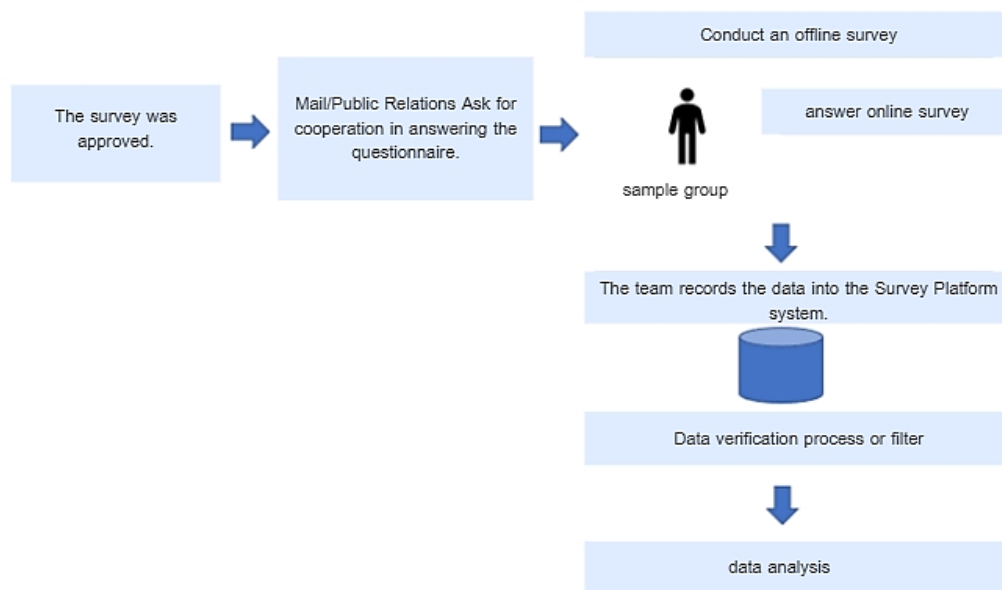 The survey was
approved.
Mail/Public Relations Ask for
cooperation in answering the
questionnaire.
Conduct an offline survey
answer online survey
sample group
The team records the data into the Survey Platform
system.
Data verification process or filter
data analysis